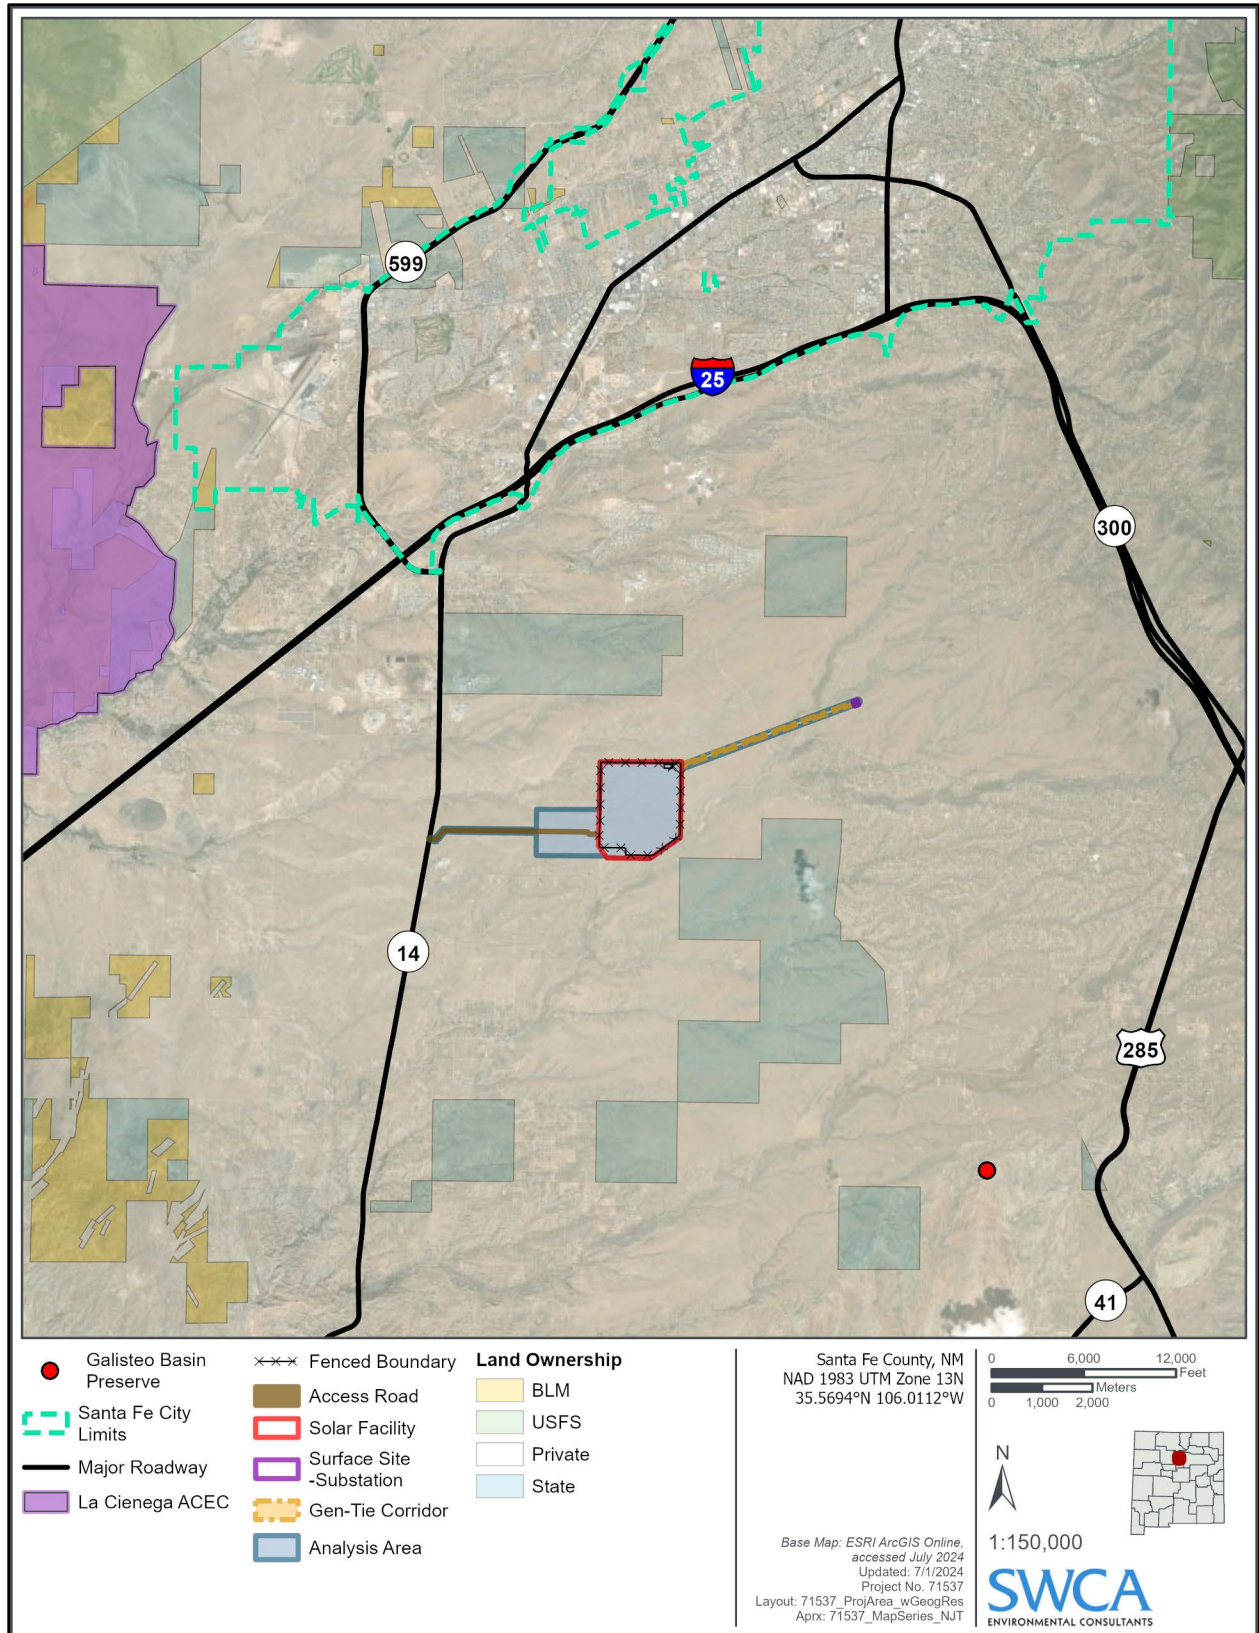 599
25
300
14
285
41
Galisteo Basin
Preserve
Santa Fe City
Limits
Major Roadway
La Cienega ACEC
Fenced Boundary
Access Road
Solar Facility
Surface Site
-Substation
Gen-Tie Corridor
Analysis Area
Land Ownership
BLM
USFS
Private
State
Santa Fe County, NM
NAD 1983 UTM Zone 13N
35.5694°N 106.0112°W
Base Map: ESRI ArcGIS Online,
accessed July 2024
Updated: 7/1/2024
Project No. 71537
Layout: 71537_ProjArea_wGeogRes
Aprx: 71537_MapSeries_NJT
0 6,000 12,000
Feet
Meters
0 1,000 2,000
N
1:150,000
SWCA
ENVIRONMENTAL CONSULTANTS